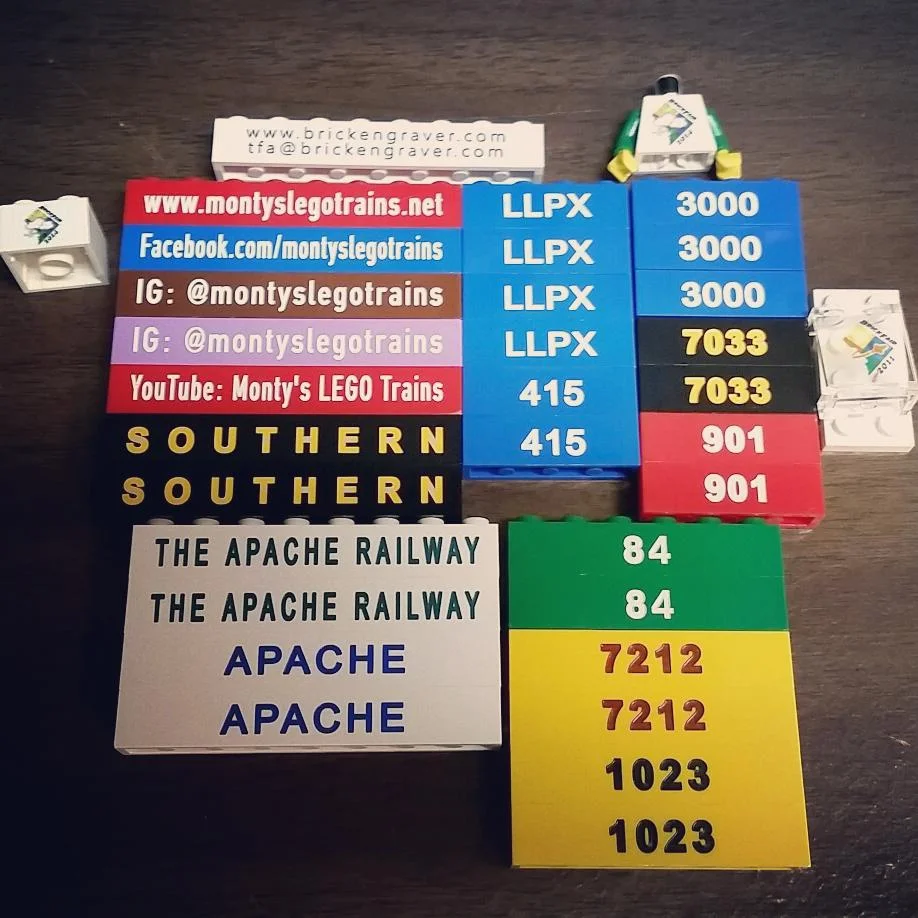 www.brickengraver.com
tfa@brickengraver.com
www.montyslegotrains.net
Facebook.com/montyslegotrains
IG: @montyslegotrains
IG: @montyslegotrains
YouTube: Monty's LEGO Trains
SOUTHERN
SOUTHERN
LLPX
LLPX
LLPX
LLPX
415
415
3000
3000
3000
7033
7033
901
901
2011
THE APACHE RAILWAY
THE APACHE RAILWAY
APACHE
APACHE
84
84
7212
7212
1023
1023